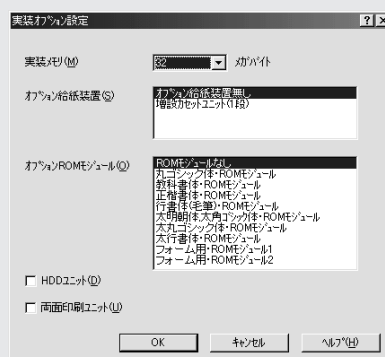 実装ｵﾌﾟｼｮﾝ設定
実装ﾒﾓﾘ(M) 32 ﾒｶﾞﾊﾞｲﾄ
ｵﾌﾟｼｮﾝ給紙装置(S) ｵﾌﾟｼｮﾝ給紙装置無し
増設ｶｾｯﾄﾕﾆｯﾄ(1段)
ｵﾌﾟｼｮﾝROMﾓｼﾞｭｰﾙ(O) ROMﾓｼﾞｭｰﾙなし
丸ゴシック体・ROMﾓｼﾞｭｰﾙ
教科書体・ROMﾓｼﾞｭｰﾙ
正楷書体・ROMﾓｼﾞｭｰﾙ
行書体(毛筆)・ROMﾓｼﾞｭｰﾙ
太明朝体,太角ｺﾞｼｯｸ体・ROMﾓｼﾞｭｰﾙ
太丸ゴシック体・ROMﾓｼﾞｭｰﾙ
太行書体・ROMﾓｼﾞｭｰﾙ
フォーム用・ROMﾓｼﾞｭｰﾙ1
フォーム用・ROMﾓｼﾞｭｰﾙ2
HDDﾕﾆｯﾄ(D)
両面印刷ﾕﾆｯﾄ(U)
OK ｷｬﾝｾﾙ ﾍﾙﾌﾟ(H)